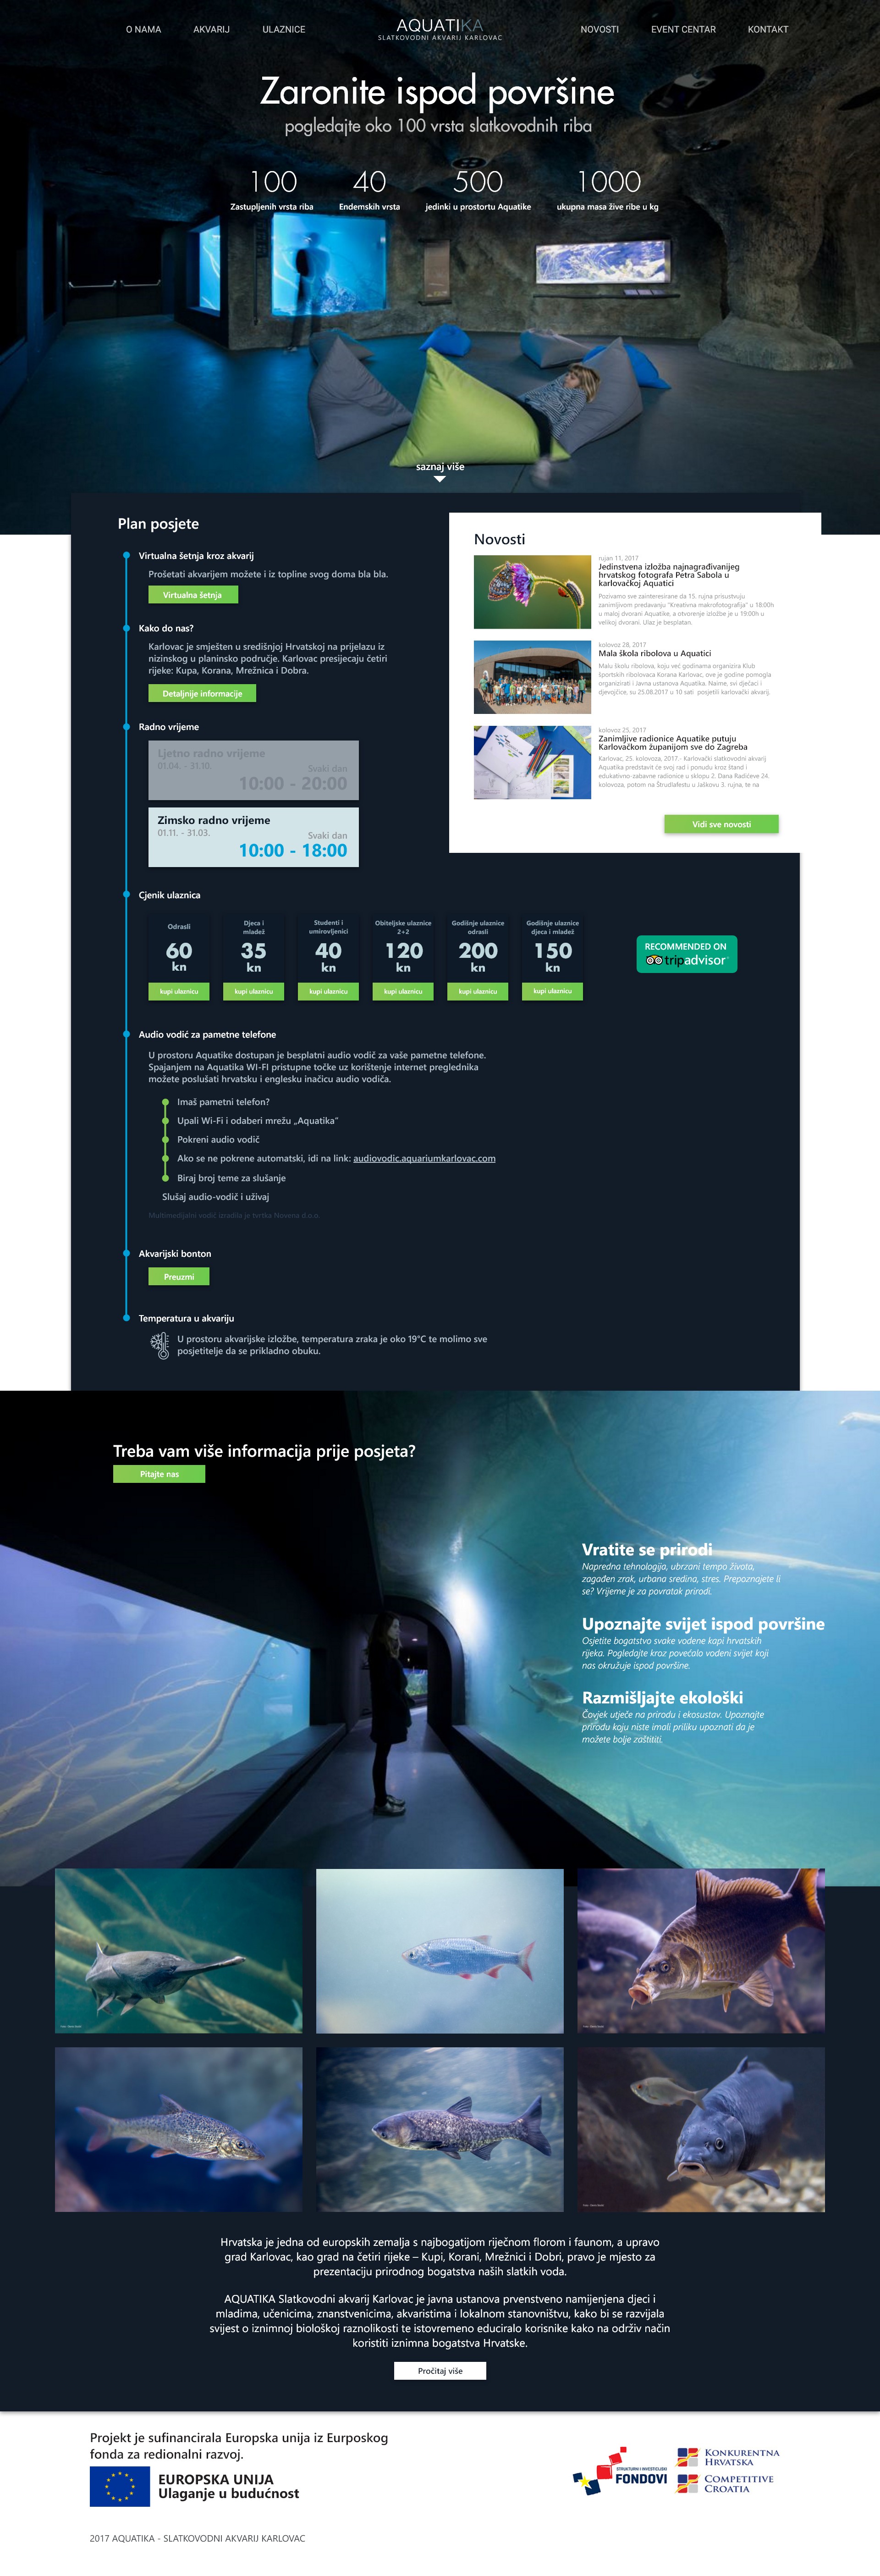 O NAMA
AKVARIJ
ULAZNICE
AQUATIKA
SLATKOVODNI AKVARIJ KARLOVAC
NOVOSTI
EVENT CENTAR
KONTAKT
Zaronite ispod površine
pogledajte oko 100 vrsta slatkovodnih riba
100
Zastupljenih vrsta riba
40
Endemskih vrsta
500
jedinki u prostortu Aquatike
1000
ukupna masa žive ribe u kg
saznaj više
Plan posjete
Virtualna šetnja kroz akvarij
Prošetati akvarijem možete i iz topline svog doma bla bla.
Virtualna šetnja
Kako do nas?
Karlovac je smješten u središnjoj Hrvatskoj na prijelazu iz
nizinskog u planinsko područje. Karlovac presijecaju četiri
rijeke: Kupa, Korana, Mrežnica i Dobra.
Detaljnije informacije
Radno vrijeme
Ljetno radno vrijeme
01.04. - 31.10.
Svaki dan
10:00 - 20:00
Zimsko radno vrijeme
01.11. - 31.03.
Svaki dan
10:00 - 18:00
Novosti
rujan 11, 2017
Jedinstvena izložba najnagrađivanijeg
hrvatskog fotografa Petra Sabola u
karlovačkoj Aquatici
Pozivamo sve zainteresirane da 15. rujna prisustvuju
zanimljivom predavanju "Kreativna makrofotografija" u 18:00h
u maloj dvorani Aquatike, a otvorenje izložbe je u 19:00h u
velikoj dvorani. Ulaz je besplatan.
kolovoz 28, 2017
Mala škola ribolova u Aquatici
Malu školu ribolova, koju već godinama organizira Klub
športskih ribolovaca Korana Karlovac, ove je godine pomogla
organizirati i Javna ustanova Aquatika. Naime, svi dječaci i
djevojčice, su 25.08.2017 u 10 sati posjetili karlovački akvarij.
kolovoz 25, 2017
Zanimljive radionice Aquatike putuju
Karlovačkom županijom sve do Zagreba
Karlovac, 25. kolovoza, 2017.- Karlovački slatkovodni akvarij
Aquatika predstavit će svoj rad i ponudu kroz štand i
edukativno-zabavne radionice u sklopu 2. Dana Radićeve 24.
kolovoza, potom na Štrudlafestu u Jaškovu 3. rujna, te na
Vidi sve novosti
Cjenik ulaznica
Odrasli
60
kn
kupi ulaznicu
Djeca i
mladež
35
kn
kupi ulaznicu
Studenti i
umirovljenici
40
kn
kupi ulaznicu
Obiteljske ulaznice
2+2
120
kn
kupi ulaznicu
Godišnje ulaznice
odrasli
200
kn
kupi ulaznicu
Godišnje ulaznice
djeca i mladež
150
kn
kupi ulaznicu
RECOMMENDED ON
tripadvisor
Audio vodič za pametne telefone
U prostoru Aquatike dostupan je besplatni audio vodič za vaše pametne telefone.
Spajanjem na Aquatika WI-FI pristupne točke uz korištenje internet preglednika
možete poslušati hrvatsku i englesku inačicu audio vodiča.
Imaš pametni telefon?
Upali Wi-Fi i odaberi mrežu „Aquatika“
Pokreni audio vodič
Ako se ne pokrene automatski, idi na link: audiovodic.aquariumkarlovac.com
Biraj broj teme za slušanje
Slušaj audio-vodič i uživaj
Multimedijalni vodič izradila je tvrtka Novena d.o.o.
Akvarijski bonton
Preuzmi
Temperatura u akvariju
U prostoru akvarijske izložbe, temperatura zraka je oko 19°C te molimo sve
posjetitelje da se prikladno obuku.
Treba vam više informacija prije posjeta?
Pitajte nas
Vratite se prirodi
Napredna tehnologija, ubrzani tempo života,
zagađen zrak, urbana sredina, stres. Prepoznajete li
se? Vrijeme je za povratak prirodi.
Upoznajte svijet ispod površine
Osjetite bogatstvo svake vodene kapi hrvatskih
rijeka. Pogledajte kroz povećalo vodeni svijet koji
nas okružuje ispod površine.
Razmišljajte ekološki
Čovjek utječe na prirodu i ekosustav. Upoznajte
prirodu koju niste imali priliku upoznati da je
možete bolje zaštititi.
Hrvatska je jedna od europskih zemalja s najbogatijom riječnom florom i faunom, a upravo
grad Karlovac, kao grad na četiri rijeke – Kupi, Korani, Mrežnici i Dobri, pravo je mjesto za
prezentaciju prirodnog bogatstva naših slatkih voda.
AQUATIKA Slatkovodni akvarij Karlovac je javna ustanova prvenstveno namijenjena djeci i
mladima, učenicima, znanstvenicima, akvaristima i lokalnom stanovništvu, kako bi se razvijala
svijest o iznimnoj biološkoj raznolikosti te istovremeno educiralo korisnike kako na održiv način
koristiti iznimna bogatstva Hrvatske.
Pročitaj više
Projekt je sufinancirala Europska unija iz Eurposkog
fonda za redionalni razvoj.
EUROPSKA UNIJA
Ulaganje u budućnost
STRUKTURNI I INVESTICIJSKI
FONDOVI
KONKURENTNA
HRVATSKA
COMPETITIVE
CROATIA
2017 AQUATIKA - SLATKOVODNI AKVARIJ KARLOVAC